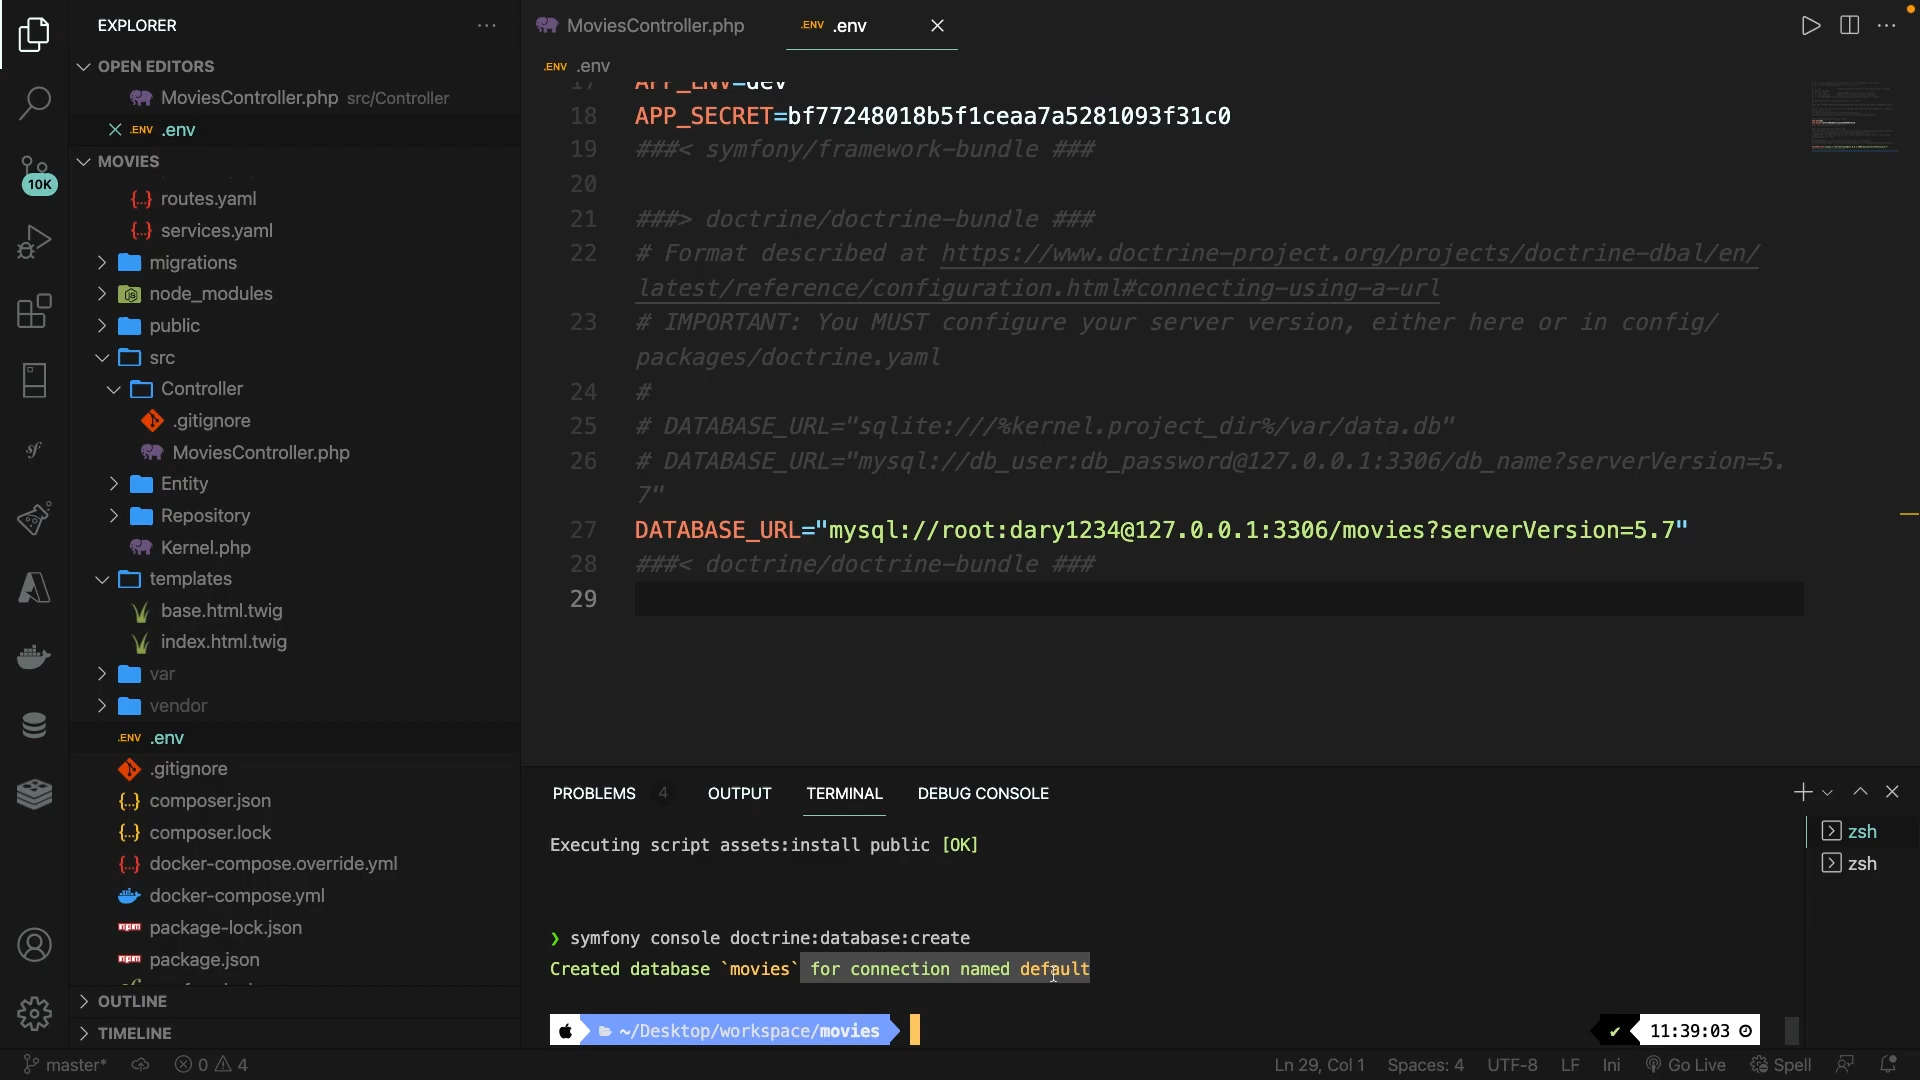 EXPLORER
OPEN EDITORS
MoviesController.php src/Controller
.ENV .env
10K
MOVIES
routes.yaml
services.yaml
migrations
node_modules
public
src
Controller
.gitignore
MoviesController.php
Entity
Repository
Kernel.php
templates
base.html.twig
index.html.twig
var
vendor
.ENV .env
.gitignore
composer.json
composer.lock
docker-compose.override.yml
docker-compose.yml
package-lock.json
package.json
OUTLINE
TIMELINE
MoviesController.php .ENV .env
.ENV .env
17 APP_ENV=dev
18 APP_SECRET=bf77248018b5f1ceaa7a5281093f31c0
19 ###< symfony/framework-bundle ###
20
21 ###> doctrine/doctrine-bundle ###
22 # Format described at https://www.doctrine-project.org/projects/doctrine-dbal/en/
latest/reference/configuration.html#connecting-using-a-url
23 # IMPORTANT: You MUST configure your server version, either here or in config/
packages/doctrine.yaml
24 #
25 # DATABASE_URL="sqlite:///%kernel.project_dir%/var/data.db"
26 # DATABASE_URL="mysql://db_user:db_password@127.0.0.1:3306/db_name?serverVersion=5.
7"
27 DATABASE_URL="mysql://root:dary1234@127.0.0.1:3306/movies?serverVersion=5.7"
28 ###< doctrine/doctrine-bundle ###
29
PROBLEMS 4 OUTPUT TERMINAL DEBUG CONSOLE
Executing script assets:install public [OK]
❯ symfony console doctrine:database:create
Created database `movies` for connection named default
~/Desktop/workspace/movies
✔ 11:39:03
zsh
zsh
master* 0 4
Ln 29, Col 1 Spaces: 4 UTF-8 LF Ini Go Live Spell